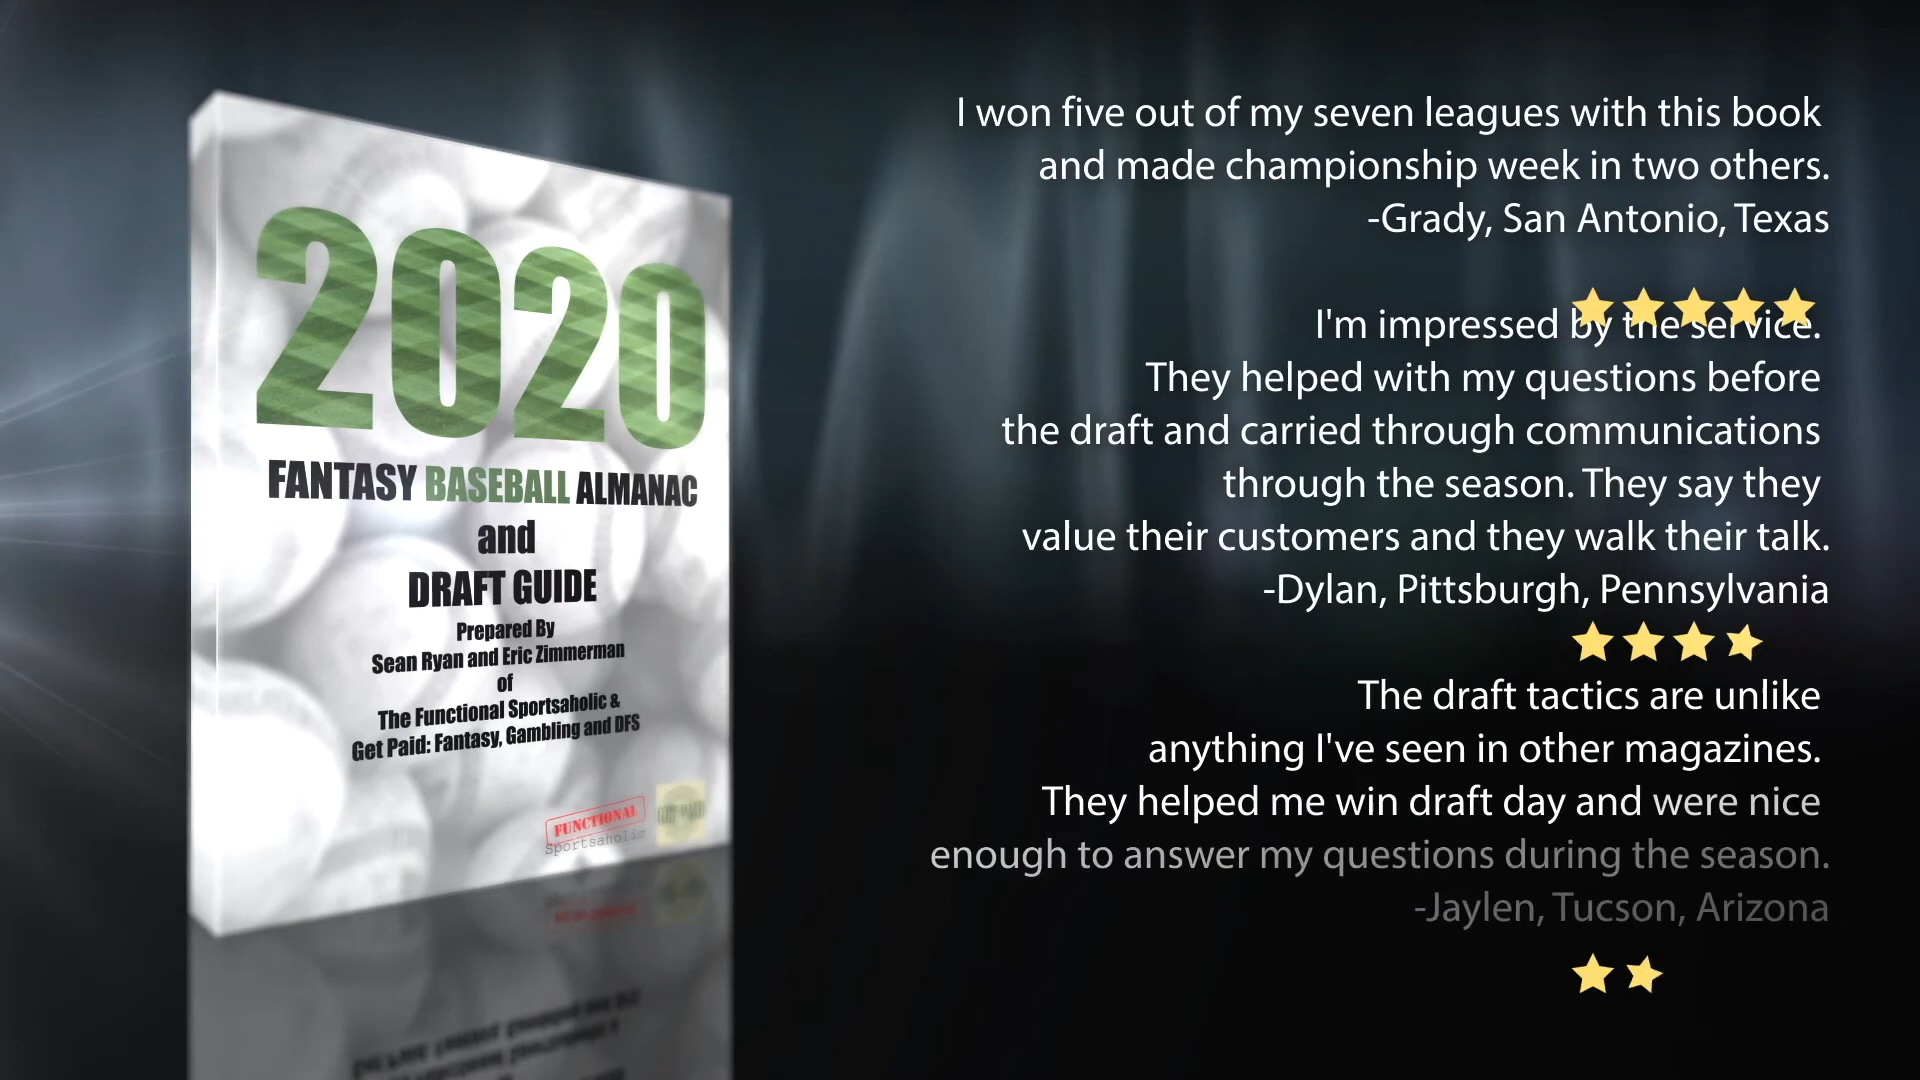 2020
FANTASY BASEBALL ALMANAC
and
DRAFT GUIDE
Prepared By
Sean Ryan and Eric Zimmerman
of
The Functional Sportsaholic &
Get Paid: Fantasy, Gambling and DFS
FUNCTIONAL
Sportsaholic
I won five out of my seven leagues with this book
and made championship week in two others.
-Grady, San Antonio, Texas
I'm impressed by the service.
They helped with my questions before
the draft and carried through communications
through the season. They say they
value their customers and they walk their talk.
-Dylan, Pittsburgh, Pennsylvania
The draft tactics are unlike
anything I've seen in other magazines.
They helped me win draft day and were nice
enough to answer my questions during the season.
-Jaylen, Tucson, Arizona